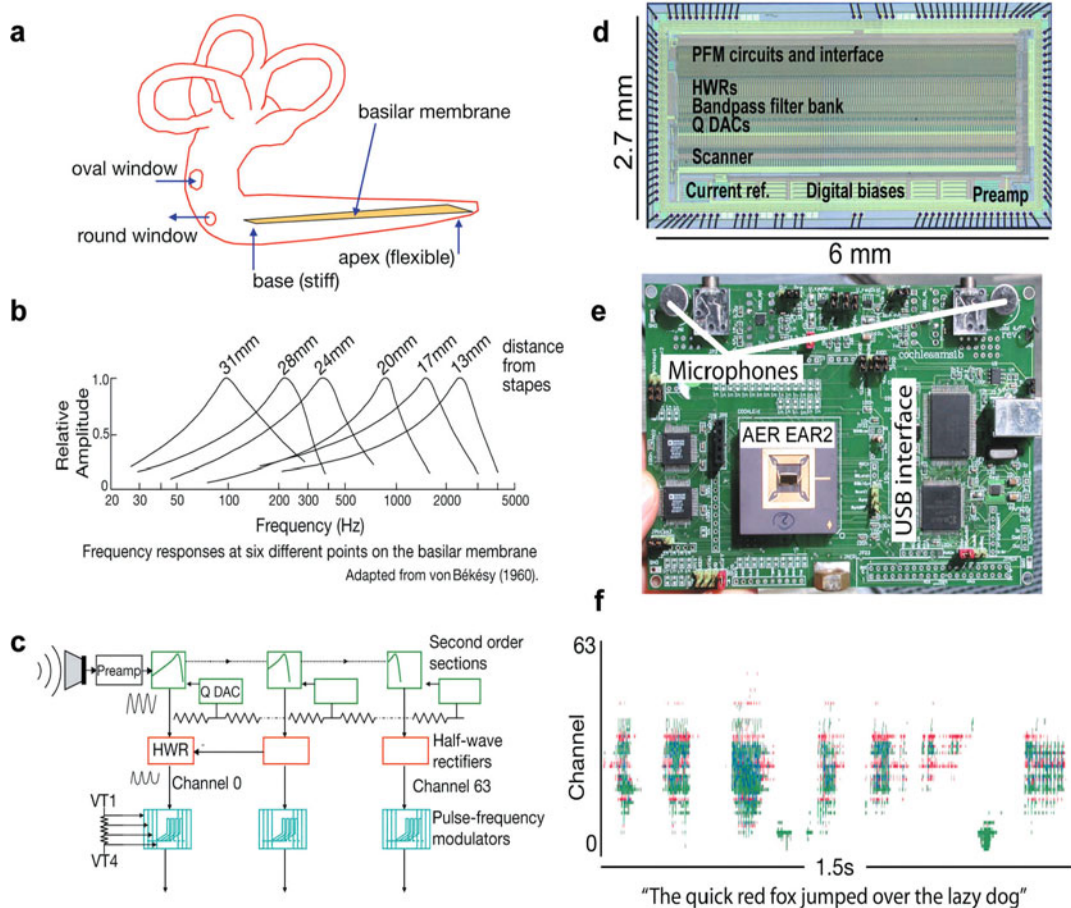 a
basilar membrane
oval window
round window
apex (flexible)
base (stiff)
b
31mm
28mm
24mm
20mm
17mm
13mm
distance
from
stapes
Relative
Amplitude
1.0
0.5
0
20 30 50 100 200 300 500 1000 2000 5000
Frequency (Hz)
Frequency responses at six different points on the basilar membrane
Adapted from von Békésy (1960).
c
Preamp
Second order
sections
Q DAC
HWR
Half-wave
rectifiers
Channel 0
Channel 63
VT1
VT4
Pulse-frequency
modulators
d
PFM circuits and interface
HWRs
Bandpass filter bank
Q DACs
Scanner
Current ref.
Digital biases
Preamp
2.7 mm
6 mm
e
cochleams1b
Microphones
AER EAR2
USB interface
2
f
63
Channel
0
1.5s
"The quick red fox jumped over the lazy dog"